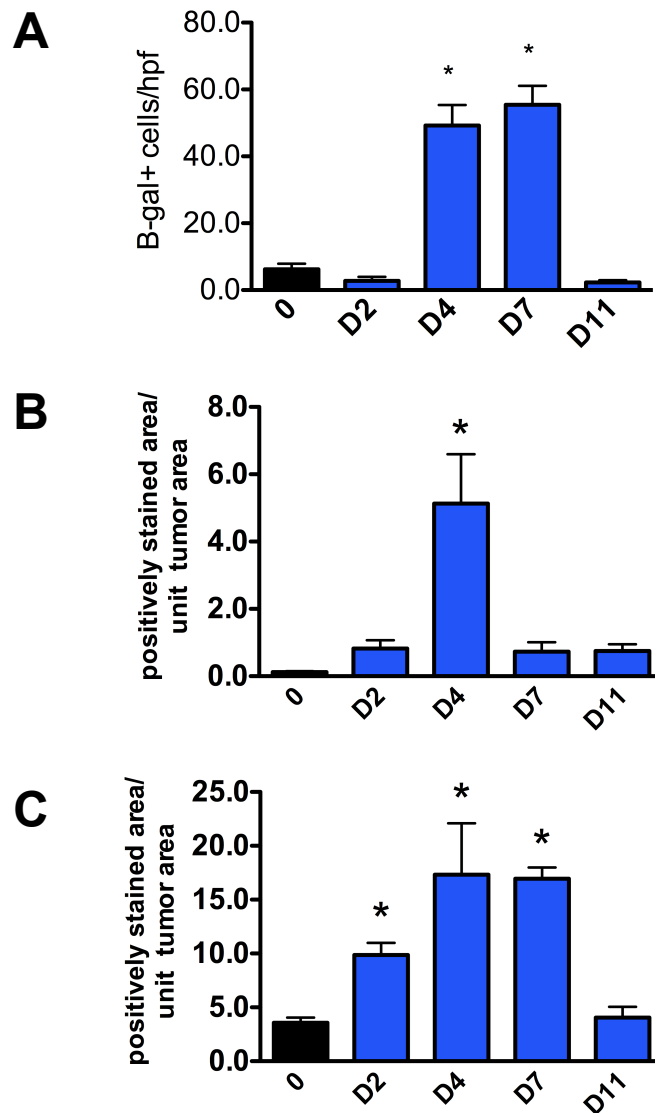 A
B-gal+ cells/hpf
80.0
60.0
40.0
20.0
0.0
*
*
0
D2
D4
D7
D11
B
positively stained area/
unit tumor area
8.0
6.0
4.0
2.0
0.0
*
0
D2
D4
D7
D11
C
positively stained area/
unit tumor area
25.0
20.0
15.0
10.0
5.0
0.0
*
*
*
0
D2
D4
D7
D11